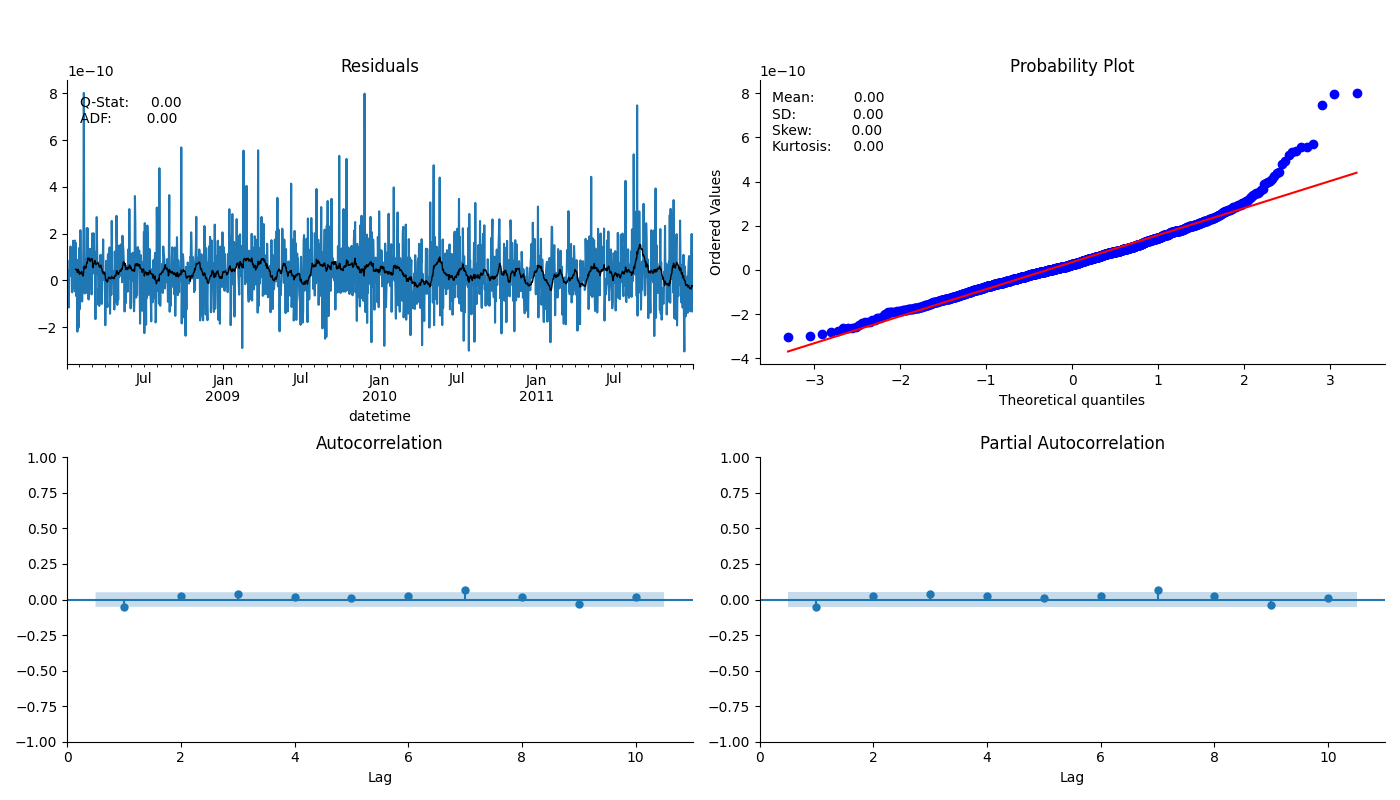 Residuals
1e−10
Q-Stat: 0.00
ADF: 0.00
8
6
4
2
0
−2
Jul Jan Jul Jan Jul Jan Jul
2009 2010 2011
datetime
Probability Plot
1e−10
Mean: 0.00
SD: 0.00
Skew: 0.00
Kurtosis: 0.00
Ordered Values
8
6
4
2
0
−2
−4
−3 −2 −1 0 1 2 3
Theoretical quantiles
Autocorrelation
1.00
0.75
0.50
0.25
0.00
−0.25
−0.50
−0.75
−1.00
0 2 4 6 8 10
Lag
Partial Autocorrelation
1.00
0.75
0.50
0.25
0.00
−0.25
−0.50
−0.75
−1.00
0 2 4 6 8 10
Lag